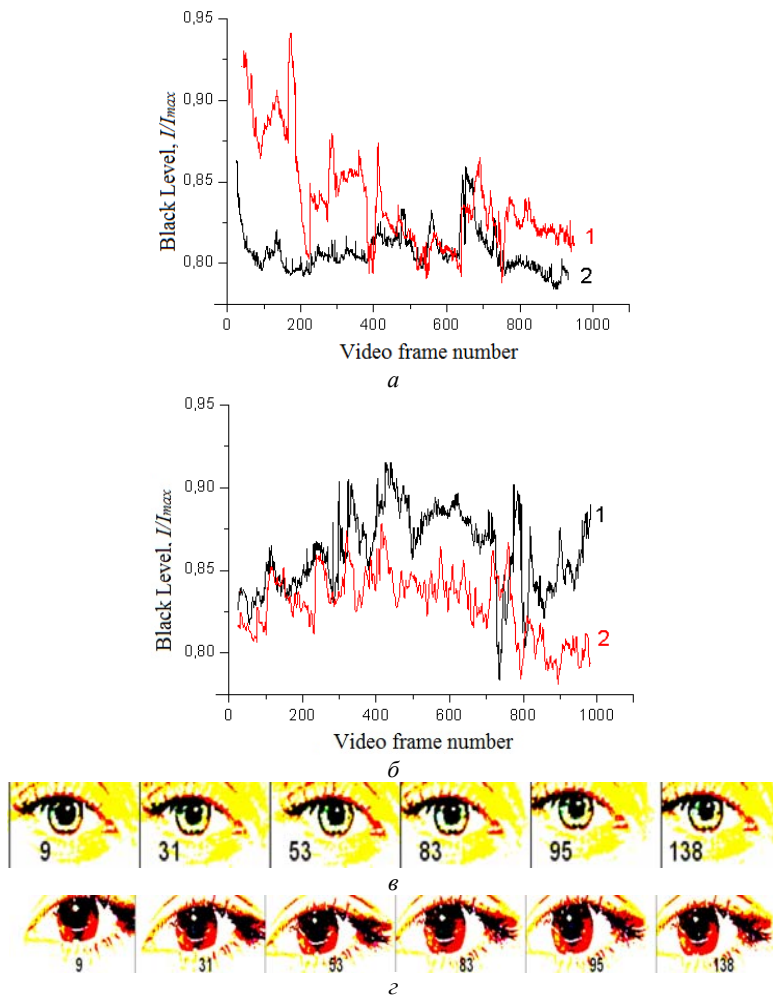 0,95
0,90
0,85
0,80
Black Level, I/Imax
1
2
0 200 400 600 800 1000
Video frame number
а
0,95
0,90
0,85
0,80
Black Level, I/Imax
1
2
0 200 400 600 800 1000
Video frame number
б
9 31 53 83 95 138
в
9 31 53 83 95 138
г